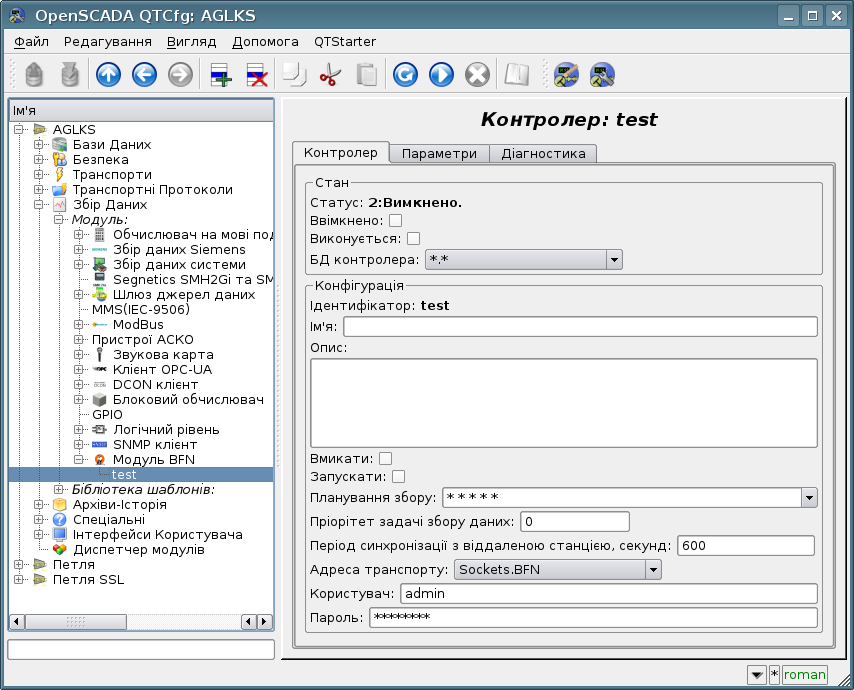 OpenSCADA QTCfg: AGLKS
Файл Редагування Вигляд Допомога QTStarter
Ім'я
AGLKS
Бази Даних
Безпека
Транспорти
Транспортні Протоколи
Збір Даних
Модуль:
Обчислювач на мові под
Збір даних Siemens
Збір даних системи
Segnetics SMH2Gi та SM
Шлюз джерел даних
MMS(IEC-9506)
ModBus
Пристрої АСКО
Звукова карта
Клієнт OPC-UA
DCON клієнт
Блоковий обчислювач
GPIO
Логічний рівень
SNMP клієнт
Модуль BFN
test
Бібліотека шаблонів:
Архіви-Історія
Спеціальні
Інтерфейси Користувача
Диспетчер модулів
Петля
Петля SSL
Контролер: test
Контролер Параметри Діагностика
Стан
Статус: 2:Вимкнено.
Ввімкнено:
Виконується:
БД контролера: *.*
Конфігурація
Ідентифікатор: test
Ім'я:
Опис:
Вмикати:
Запускати:
Планування збору: * * * * *
Пріорітет задачі збору даних: 0
Період синхронізації з віддаленою станцією, секунд: 600
Адреса транспорту: Sockets.BFN
Користувач: admin
Пароль: ********
* roman